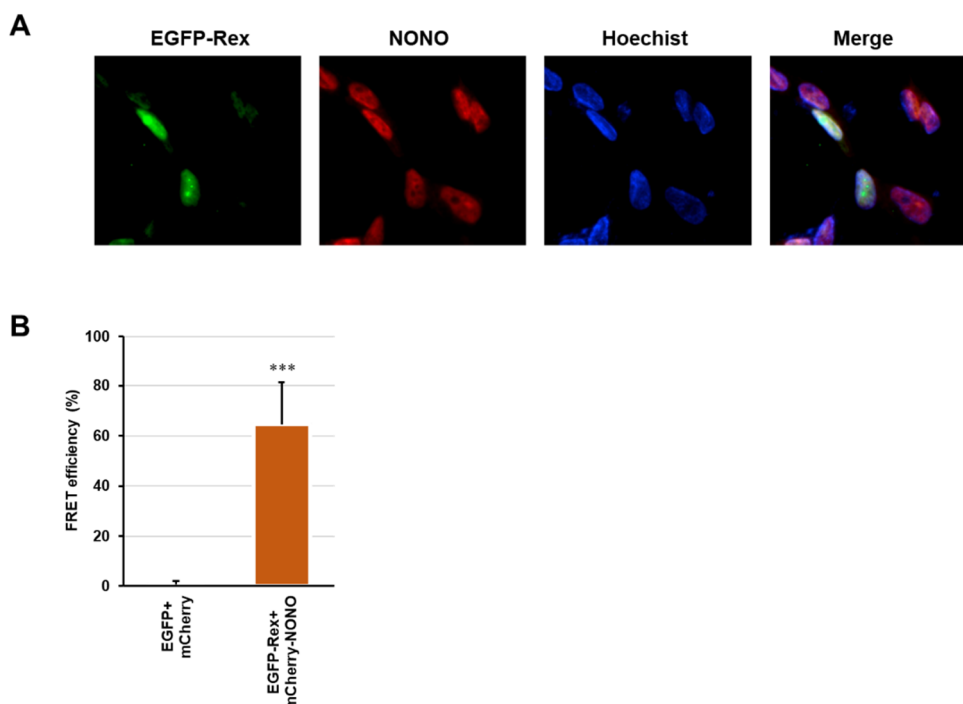 A
EGFP-Rex
NONO
Hoechist
Merge
B
FRET efficiency (%)
100
80
60
40
20
0
***
EGFP+
mCherry
EGFP-Rex+
mCherry-NONO